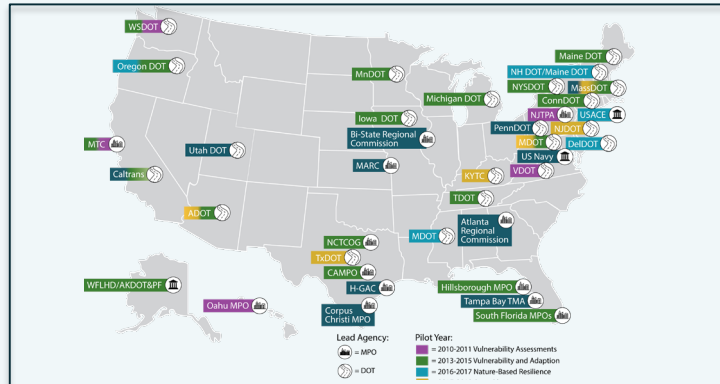 WSDOT
Oregon DOT
MTC
Caltrans
Utah DOT
ADOT
MnDOT
Iowa DOT
Bi-State Regional
Commission
MARC
Michigan DOT
Maine DOT
NH DOT/Maine DOT
NYSDOT
MassDOT
ConnDOT
NJTPA
USACE
PennDOT
NJDOT
MDOT
DelDOT
US Navy
VDOT
KYTC
TDOT
Atlanta
Regional
Commission
MDOT
NCTCOG
TxDOT
CAMPO
H-GAC
Corpus
Christi MPO
WFLHD/AKDOT&PF
Oahu MPO
Hillsborough MPO
Tampa Bay TMA
South Florida MPOs
Lead Agency:
= MPO
= DOT
Pilot Year:
= 2010-2011 Vulnerability Assessments
= 2013-2015 Vulnerability and Adaption
= 2016-2017 Nature-Based Resilience